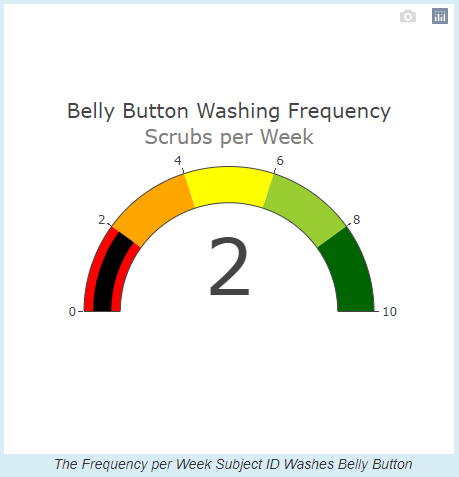 Belly Button Washing Frequency
Scrubs per Week
4
6
2
8
2
0
10
The Frequency per Week Subject ID Washes Belly Button